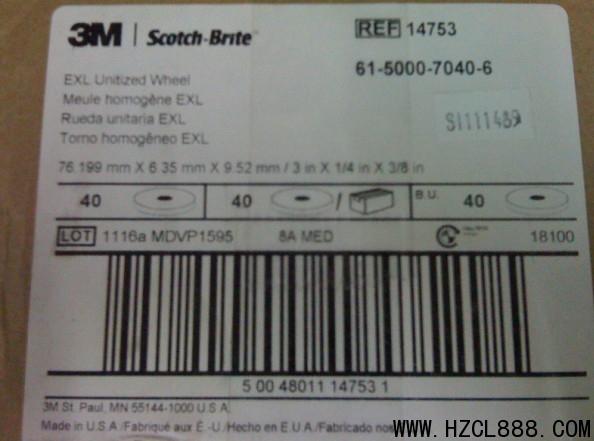 3M | Scotch-Brite™
REF 14753
61-5000-7040-6
EXL Unitized Wheel
Meule homogène EXL
Rueda unitaria EXL
Torno homogêneo EXL
SI111489
76.199 mm X 6.35 mm X 9.52 mm / 3 in X 1/4 in X 3/8 in
40 40 / B.U. 40
LOT 1116a MDVP1595 8A MED 18100
5 00 48011 14753 1
3M St. Paul, MN 55144-1000 U.S.A.
Made in U.S.A./Fabriqué aux É.-U./Hecho en E.U.A./Fabricado nos
WWW.HZCL888.COM